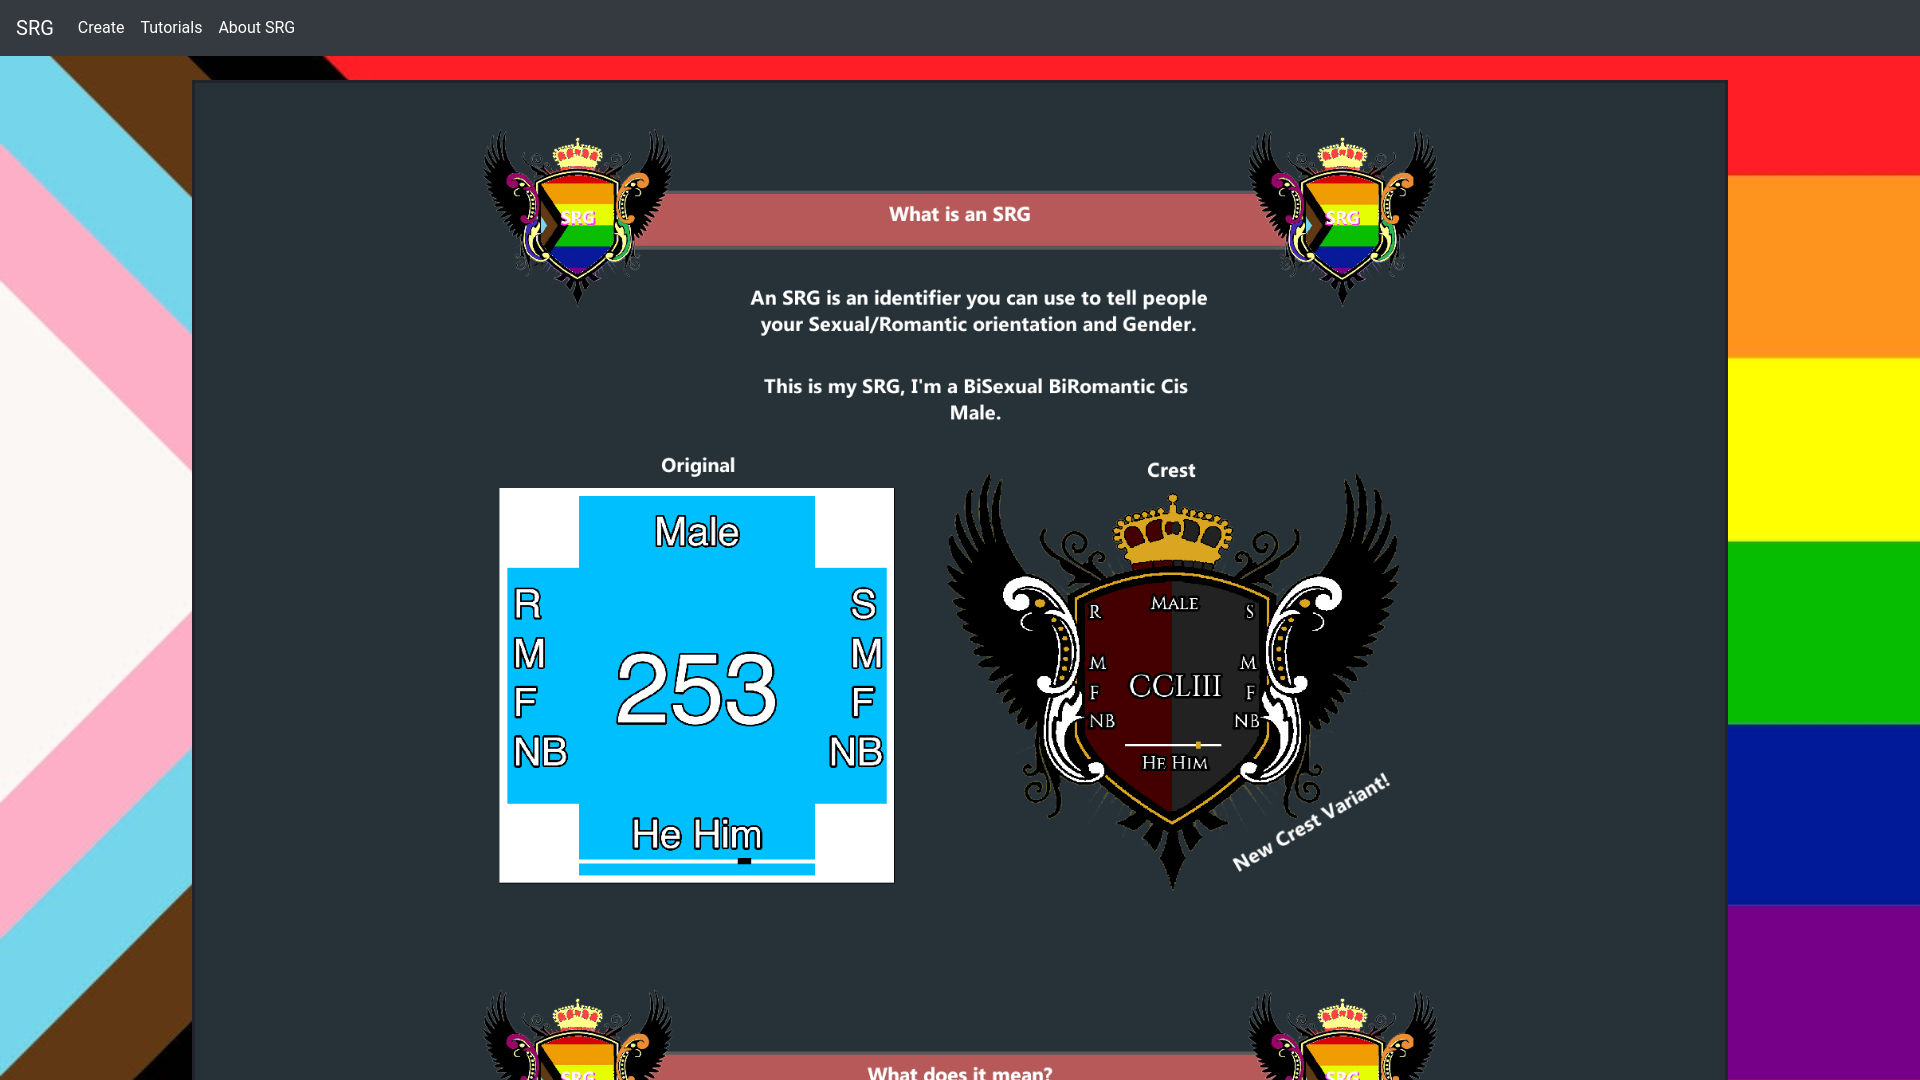 SRG Create Tutorials About SRG
SRG
What is an SRG
SRG
An SRG is an identifier you can use to tell people
your Sexual/Romantic orientation and Gender.
This is my SRG, I'm a BiSexual BiRomantic Cis
Male.
Original
Male
R
S
M
M
253
F
F
NB
NB
He Him
Crest
Male
R
S
M
M
CCLIII
F
F
NB
NB
He Him
New Crest Variant!
SRG
What does it mean?
SRG